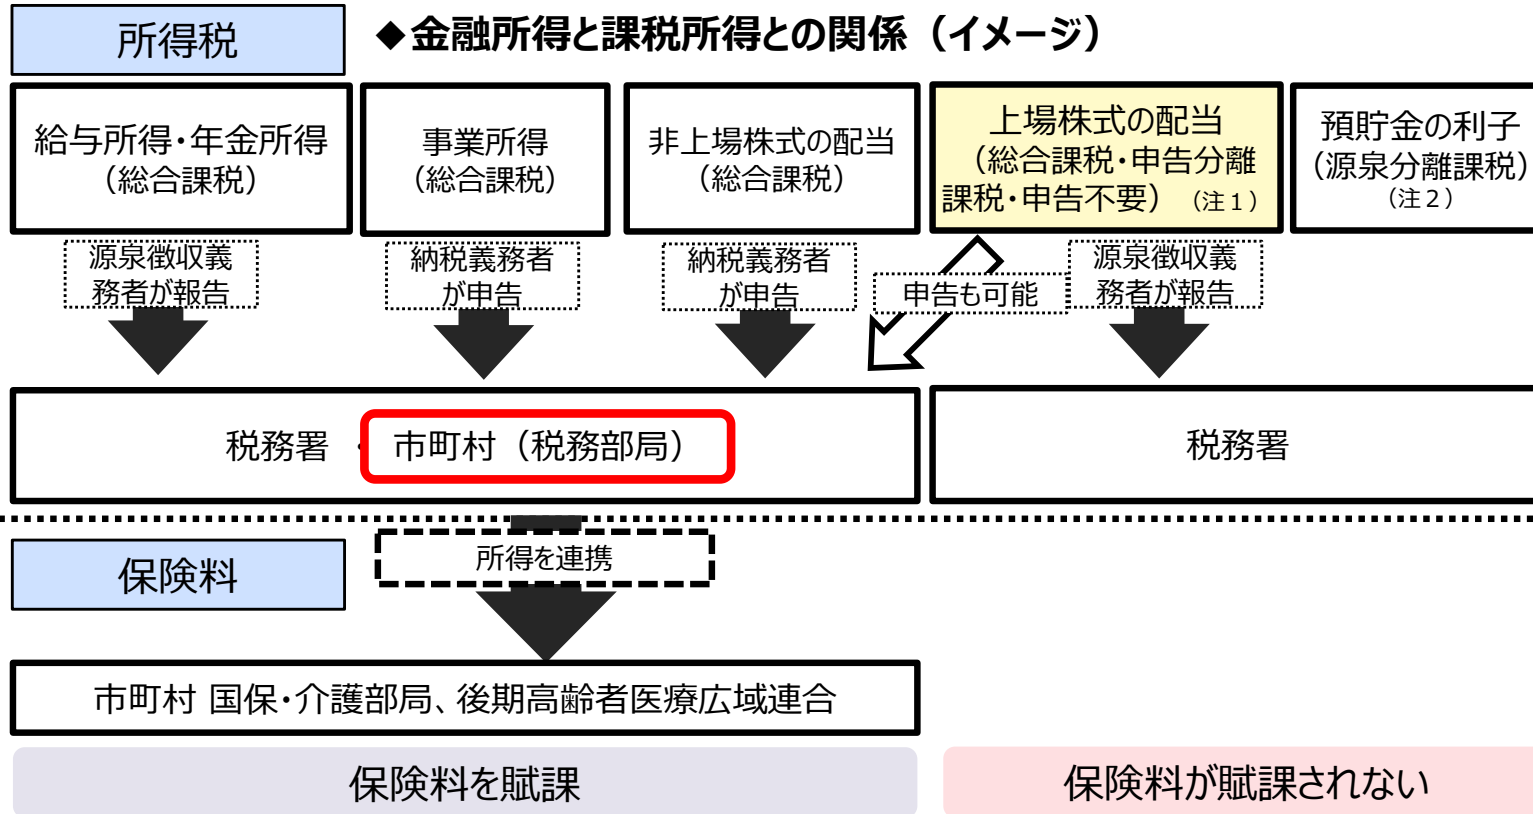 所得税
◆金融所得と課税所得との関係（イメージ）
給与所得・年金所得
（総合課税）
事業所得
（総合課税）
非上場株式の配当
（総合課税）
上場株式の配当
（総合課税・申告分離
課税・申告不要）（注１）
預貯金の利子
（源泉分離課税）
（注２）
源泉徴収義
務者が報告
納税義務者
が申告
納税義務者
が申告
申告も可能
源泉徴収義
務者が報告
税務署・市町村（税務部局）
税務署
保険料
所得を連携
市町村 国保・介護部局、後期高齢者医療広域連合
保険料を賦課
保険料が賦課されない